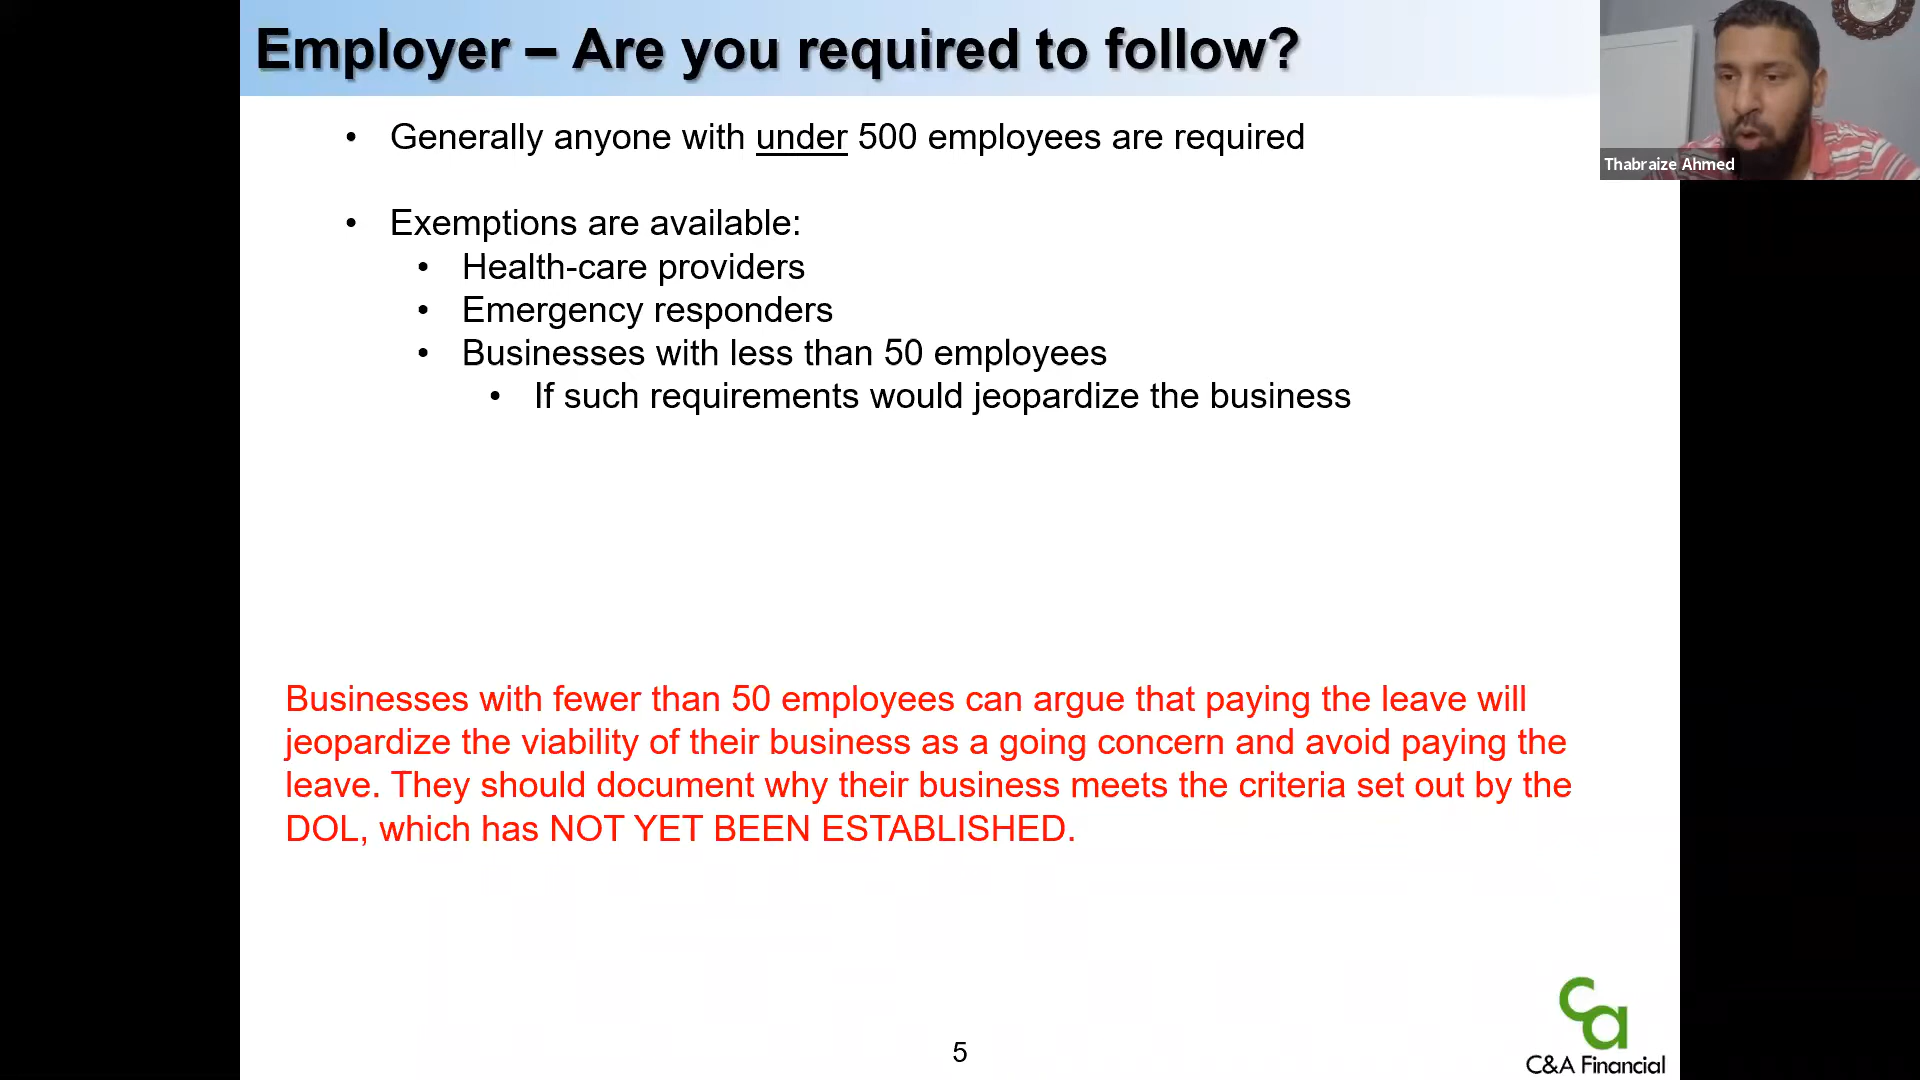 Employer – Are you required to follow?
• Generally anyone with under 500 employees are required
• Exemptions are available:
• Health-care providers
• Emergency responders
• Businesses with less than 50 employees
• If such requirements would jeopardize the business
Businesses with fewer than 50 employees can argue that paying the leave will
jeopardize the viability of their business as a going concern and avoid paying the
leave. They should document why their business meets the criteria set out by the
DOL, which has NOT YET BEEN ESTABLISHED.
5
ca
C&A Financial
Thabraize Ahmed